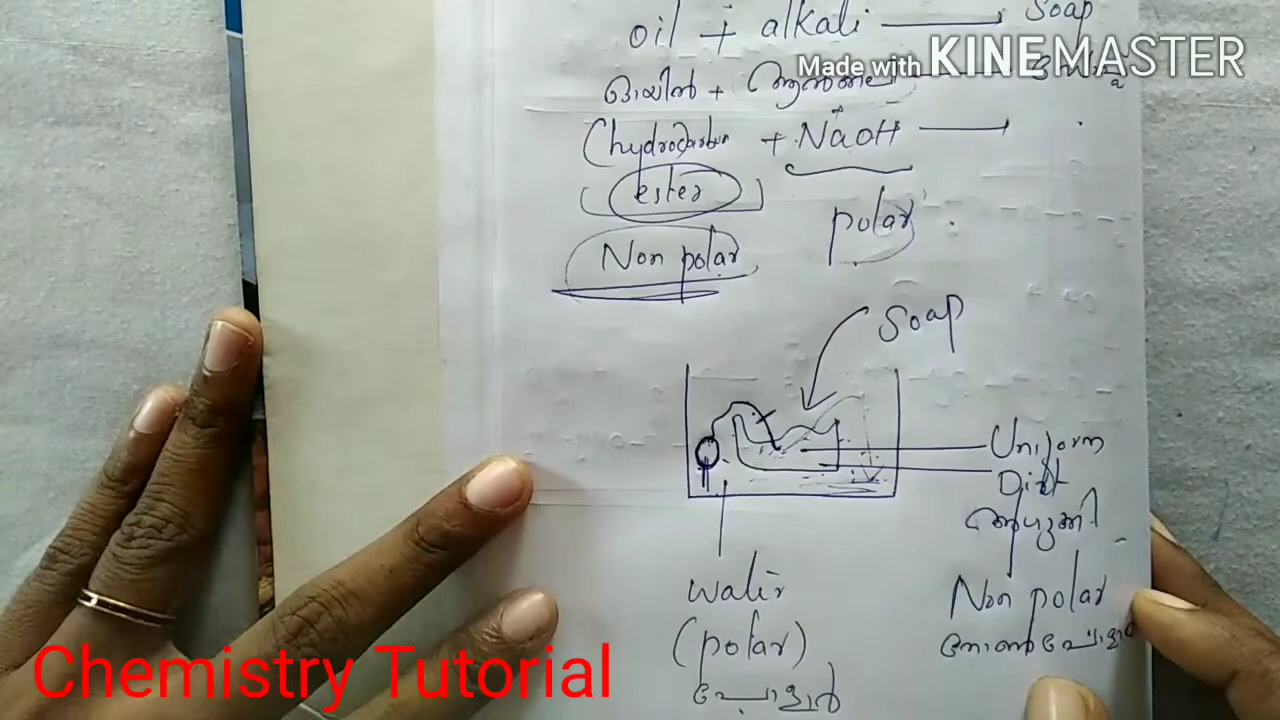 oil + alkali → Soap
Made with KINEMASTER
ഓയിൽ +
(hydrocarbon + NaOH →
[ester]
polar
Non polar
Soap
Uniform
Dirt
Water
Non polar
(polar)
നോൺപോളാർ
പോളാർ
Chemistry Tutorial